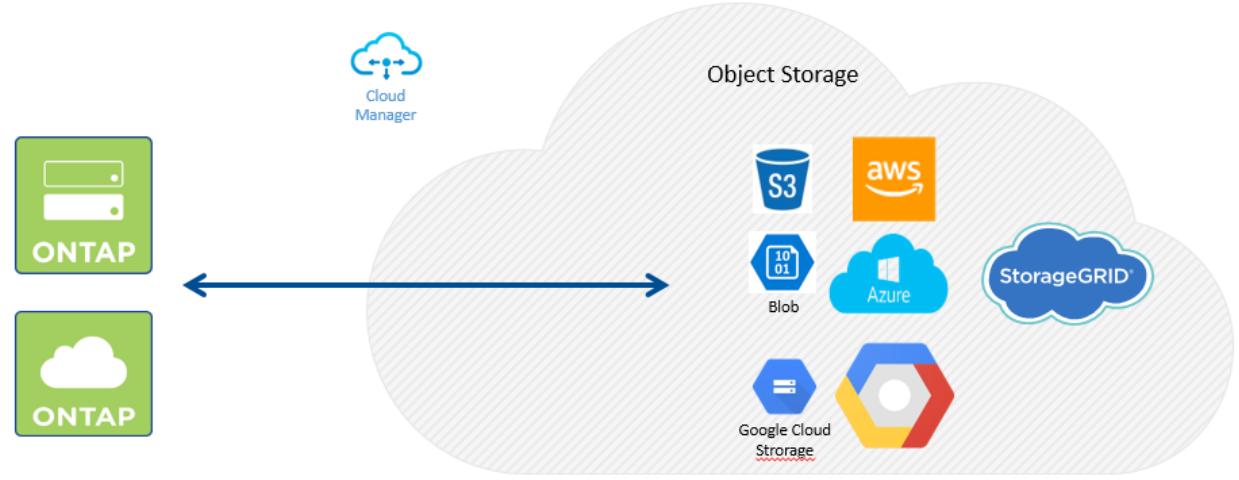 Cloud
Manager
Object Storage
ONTAP
ONTAP
S3
aws
10
01
Blob
Azure
StorageGRID®
Google Cloud
Strorage